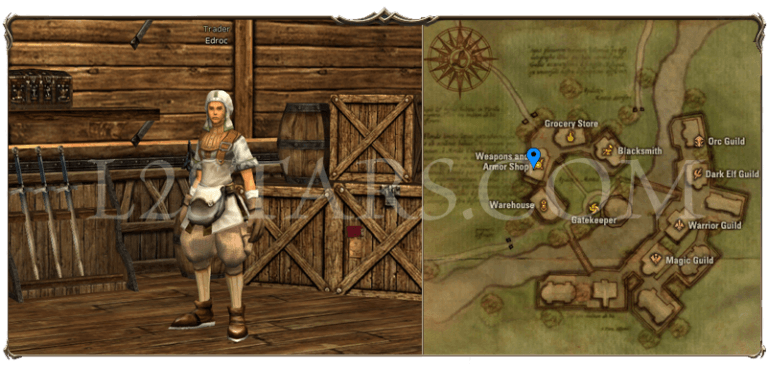 Trader
Edroc
L2STARS.COM
Grocery Store
Blacksmith
Orc Guild
Weapons and
Armor Shop
Dark Elf Guild
Warehouse
Gatekeeper
Warrior Guild
Magic Guild